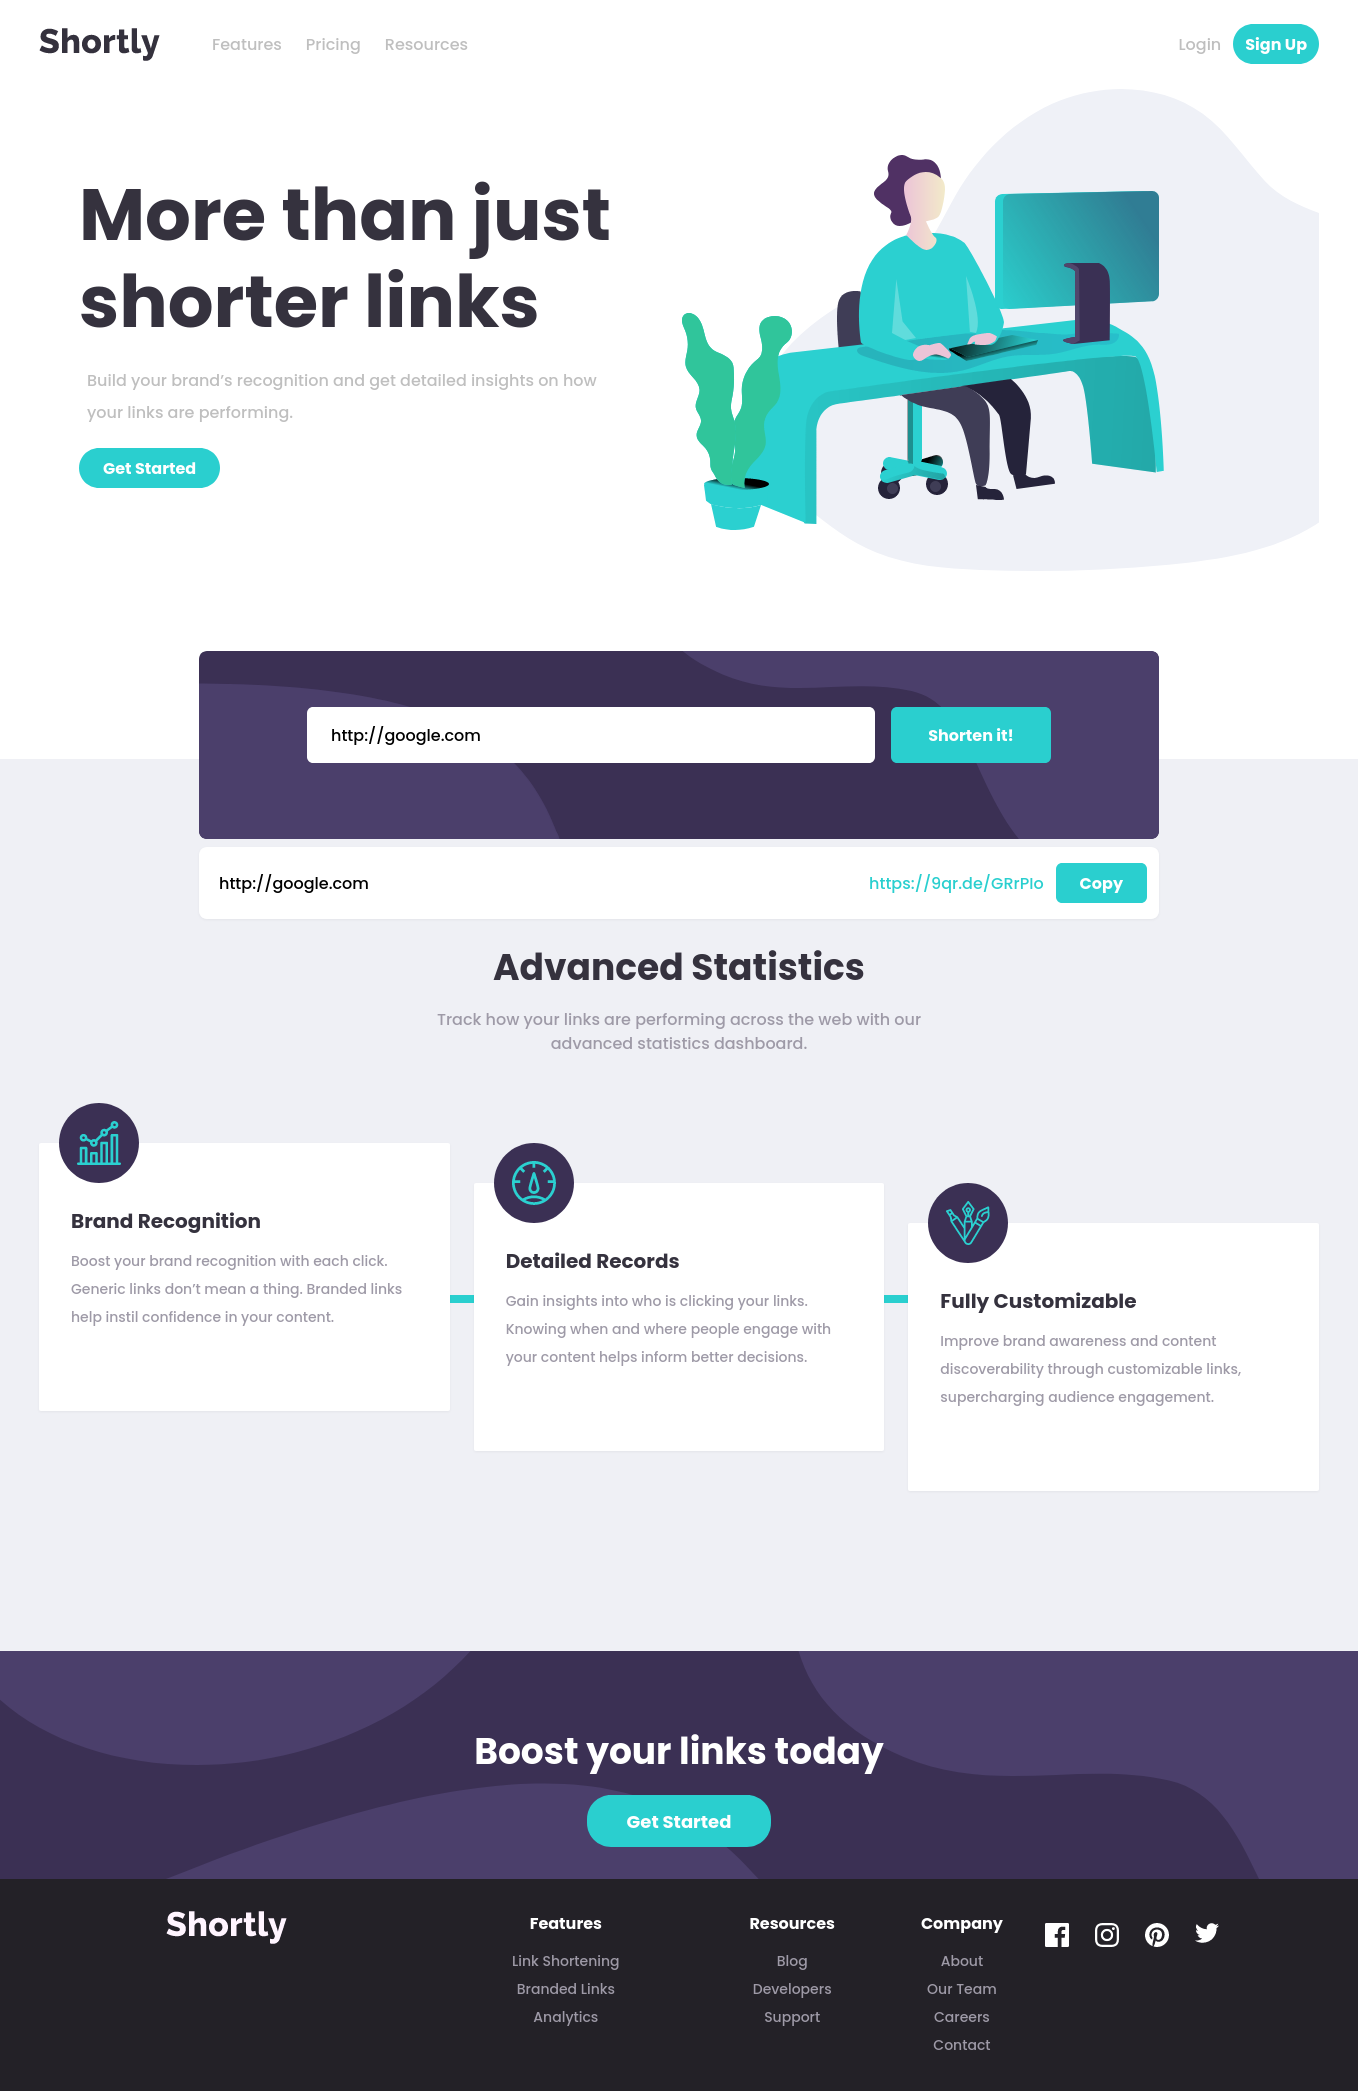 Shortly
Features
Pricing
Resources
Login
Sign Up
More than just
shorter links
Build your brand’s recognition and get detailed insights on how
your links are performing.
Get Started
http://google.com
Shorten it!
http://google.com
https://9qr.de/GRrPIo
Copy
Advanced Statistics
Track how your links are performing across the web with our
advanced statistics dashboard.
Brand Recognition
Boost your brand recognition with each click.
Generic links don’t mean a thing. Branded links
help instil confidence in your content.
Detailed Records
Gain insights into who is clicking your links.
Knowing when and where people engage with
your content helps inform better decisions.
Fully Customizable
Improve brand awareness and content
discoverability through customizable links,
supercharging audience engagement.
Boost your links today
Get Started
Shortly
Features
Link Shortening
Branded Links
Analytics
Resources
Blog
Developers
Support
Company
About
Our Team
Careers
Contact